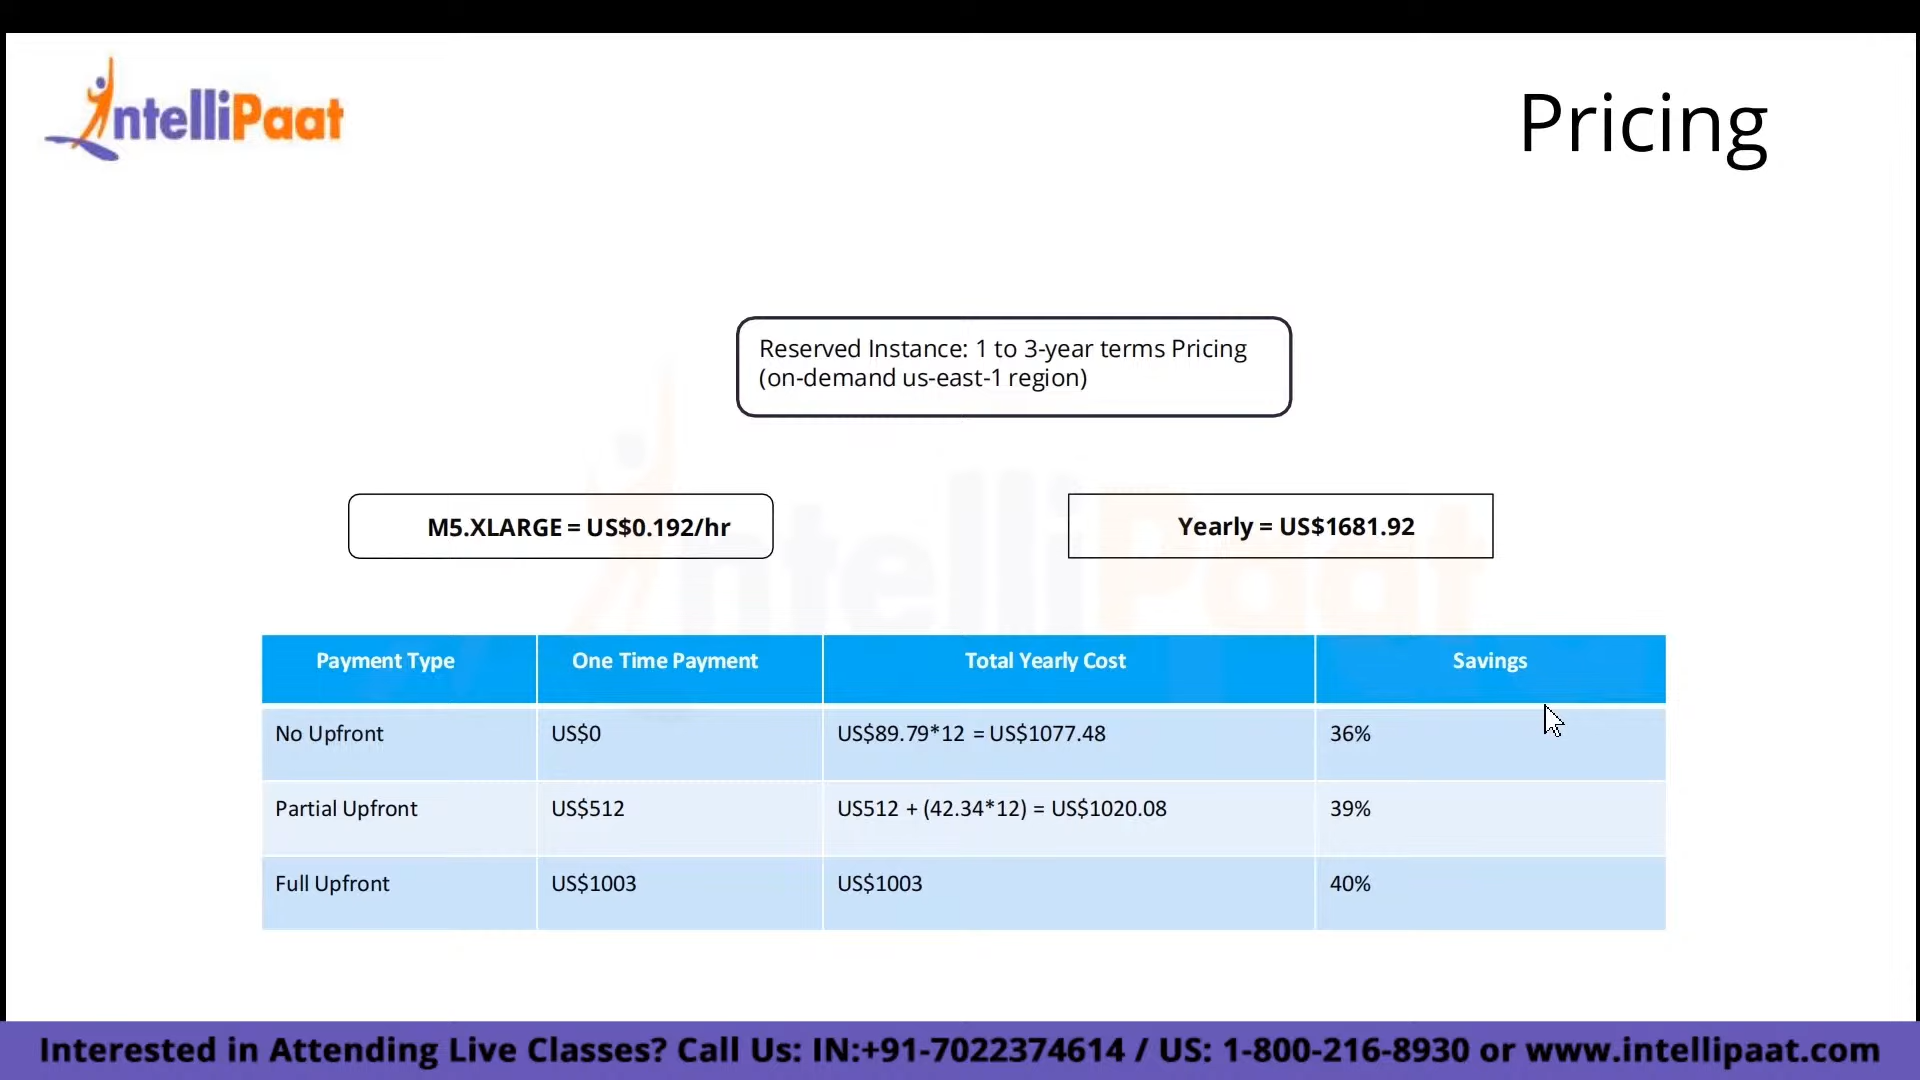 IntelliPaat
Pricing
Reserved Instance: 1 to 3-year terms Pricing
(on-demand us-east-1 region)
M5.XLARGE = US$0.192/hr
Yearly = US$1681.92
Payment Type One Time Payment Total Yearly Cost Savings
No Upfront US$0 US$89.79*12 = US$1077.48 36%
Partial Upfront US$512 US512 + (42.34*12) = US$1020.08 39%
Full Upfront US$1003 US$1003 40%
IntelliPaat
Interested in Attending Live Classes? Call Us: IN:+91-7022374614 / US: 1-800-216-8930 or www.intellipaat.com